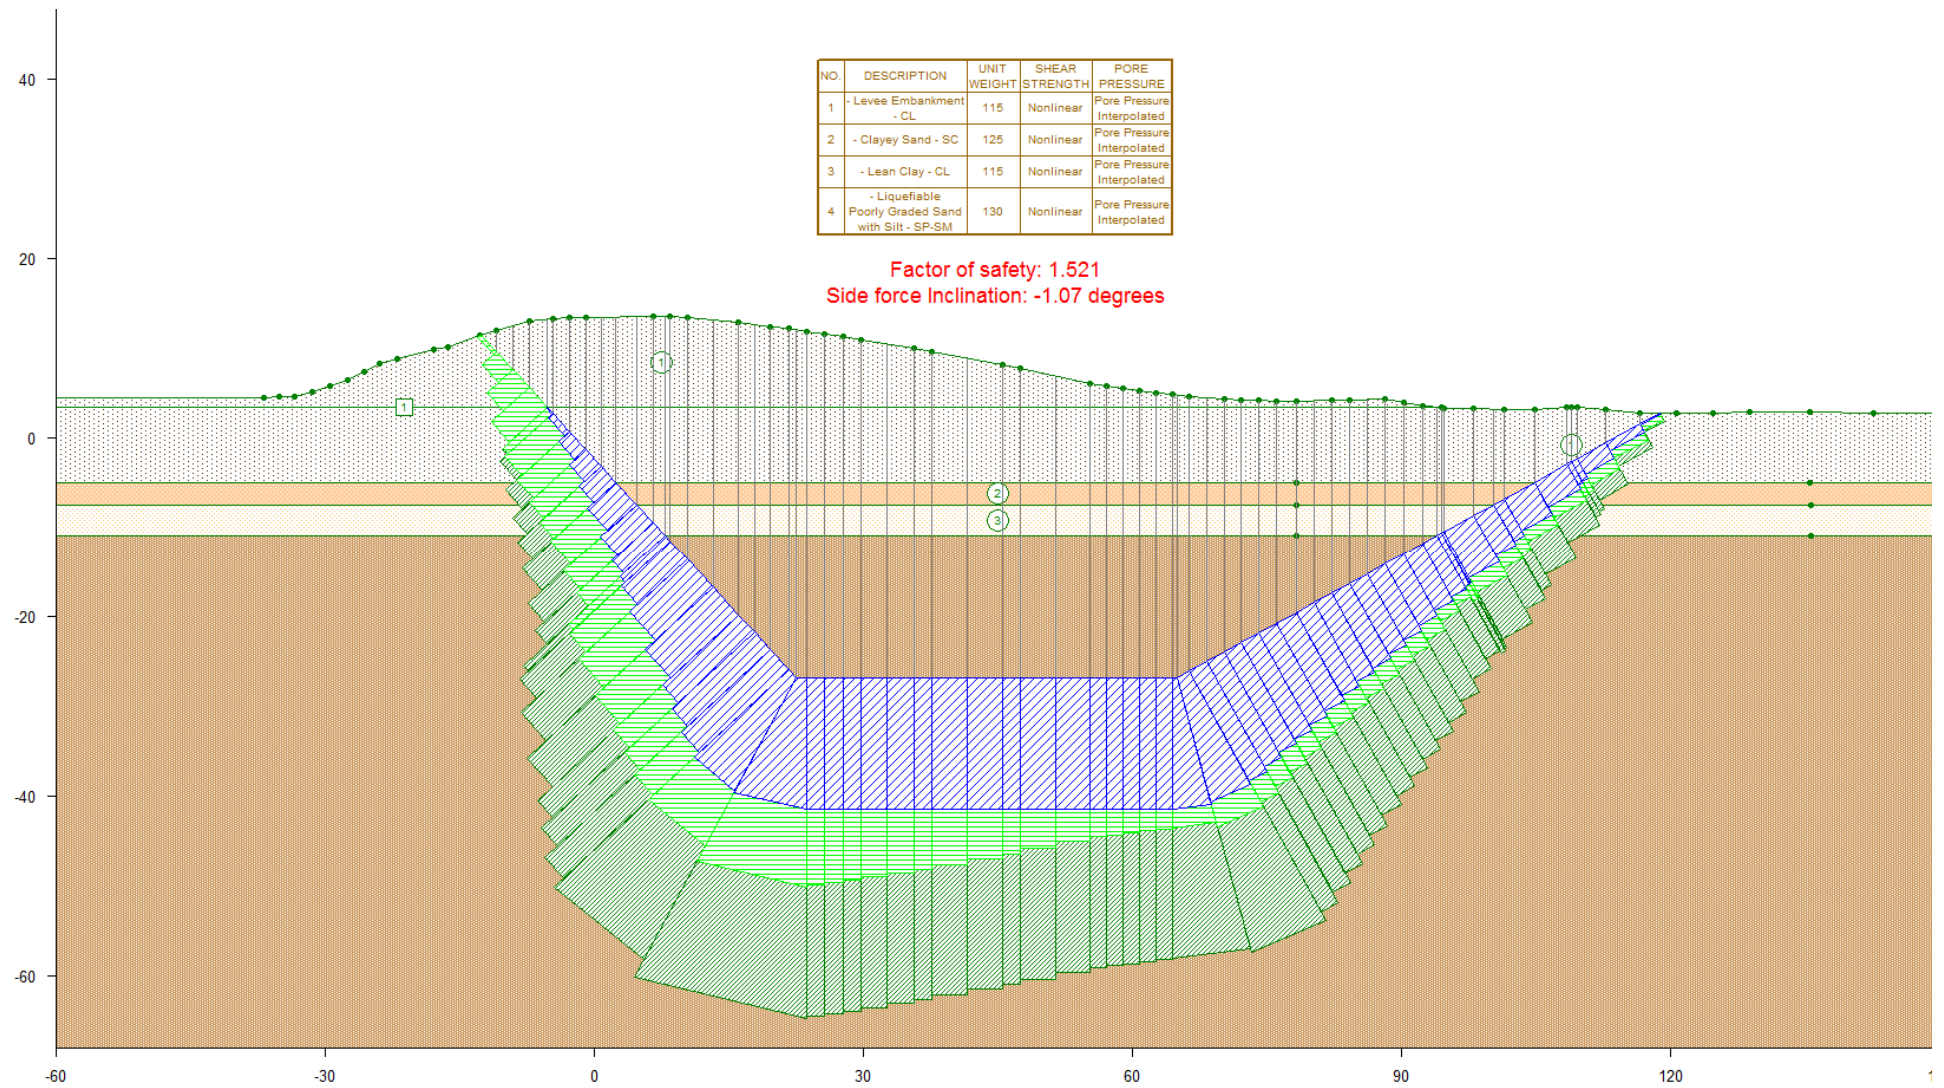 40
20
0
-20
-40
-60
-60
-30
0
30
60
90
120
NO.
DESCRIPTION
UNIT
WEIGHT
SHEAR
STRENGTH
PORE
PRESSURE
1
- Levee Embankment
- CL
115
Nonlinear
Pore Pressure
Interpolated
2
- Clayey Sand - SC
125
Nonlinear
Pore Pressure
Interpolated
3
- Lean Clay - CL
115
Nonlinear
Pore Pressure
Interpolated
4
- Liquefiable
Poorly Graded Sand
with Silt - SP-SM
130
Nonlinear
Pore Pressure
Interpolated
Factor of safety: 1.521
Side force Inclination: -1.07 degrees
1
1
1
2
3